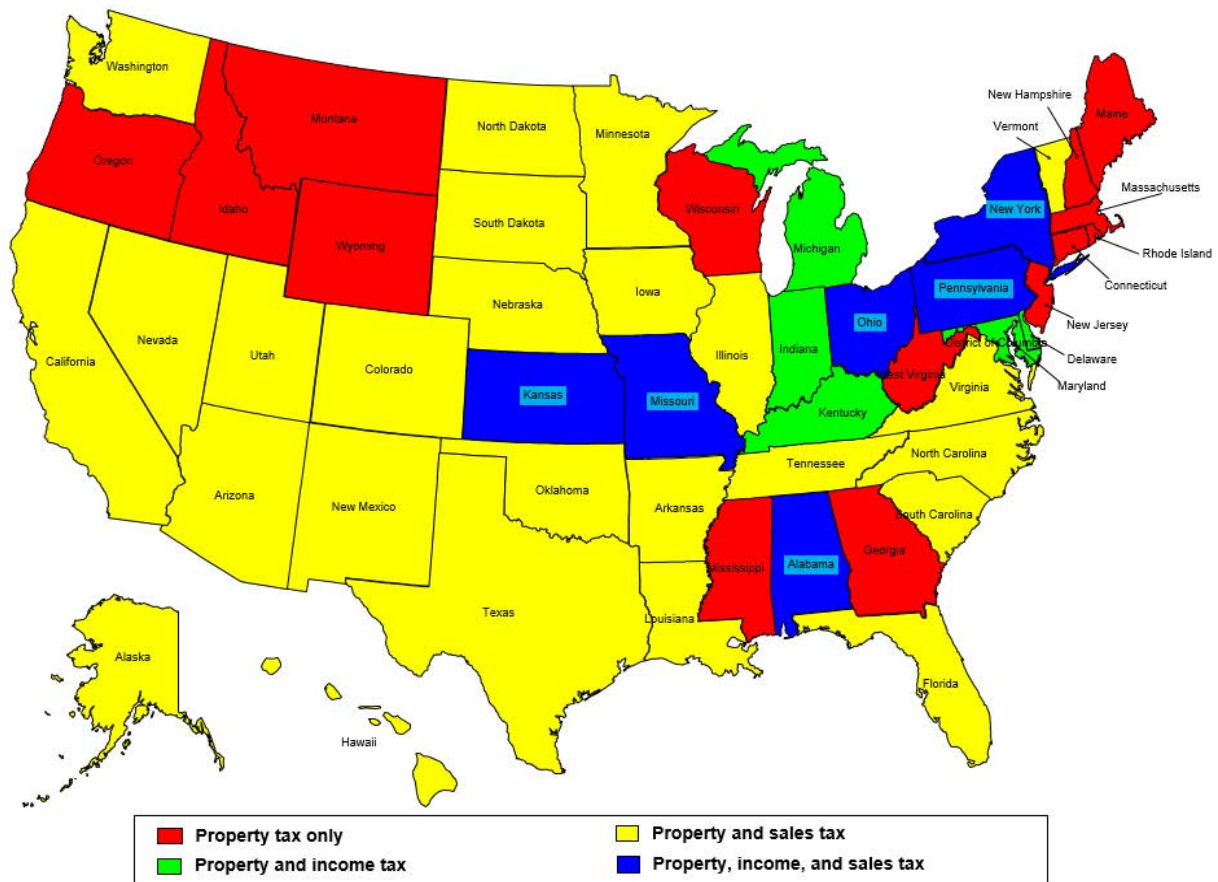 Washington
Montana
North Dakota
Minnesota
New Hampshire
Vermont
Maine
Oregon
Idaho
Wyoming
South Dakota
Wisconsin
Michigan
New York
Massachusetts
Rhode Island
Connecticut
Nebraska
Iowa
Pennsylvania
New Jersey
California
Nevada
Utah
Colorado
Kansas
Missouri
Illinois
Indiana
Ohio
District of Columbia
Delaware
West Virginia
Maryland
Virginia
Kentucky
Arizona
New Mexico
Oklahoma
Arkansas
Tennessee
North Carolina
South Carolina
Texas
Louisiana
Mississippi
Alabama
Georgia
Florida
Alaska
Hawaii
Property tax only
Property and sales tax
Property and income tax
Property, income, and sales tax